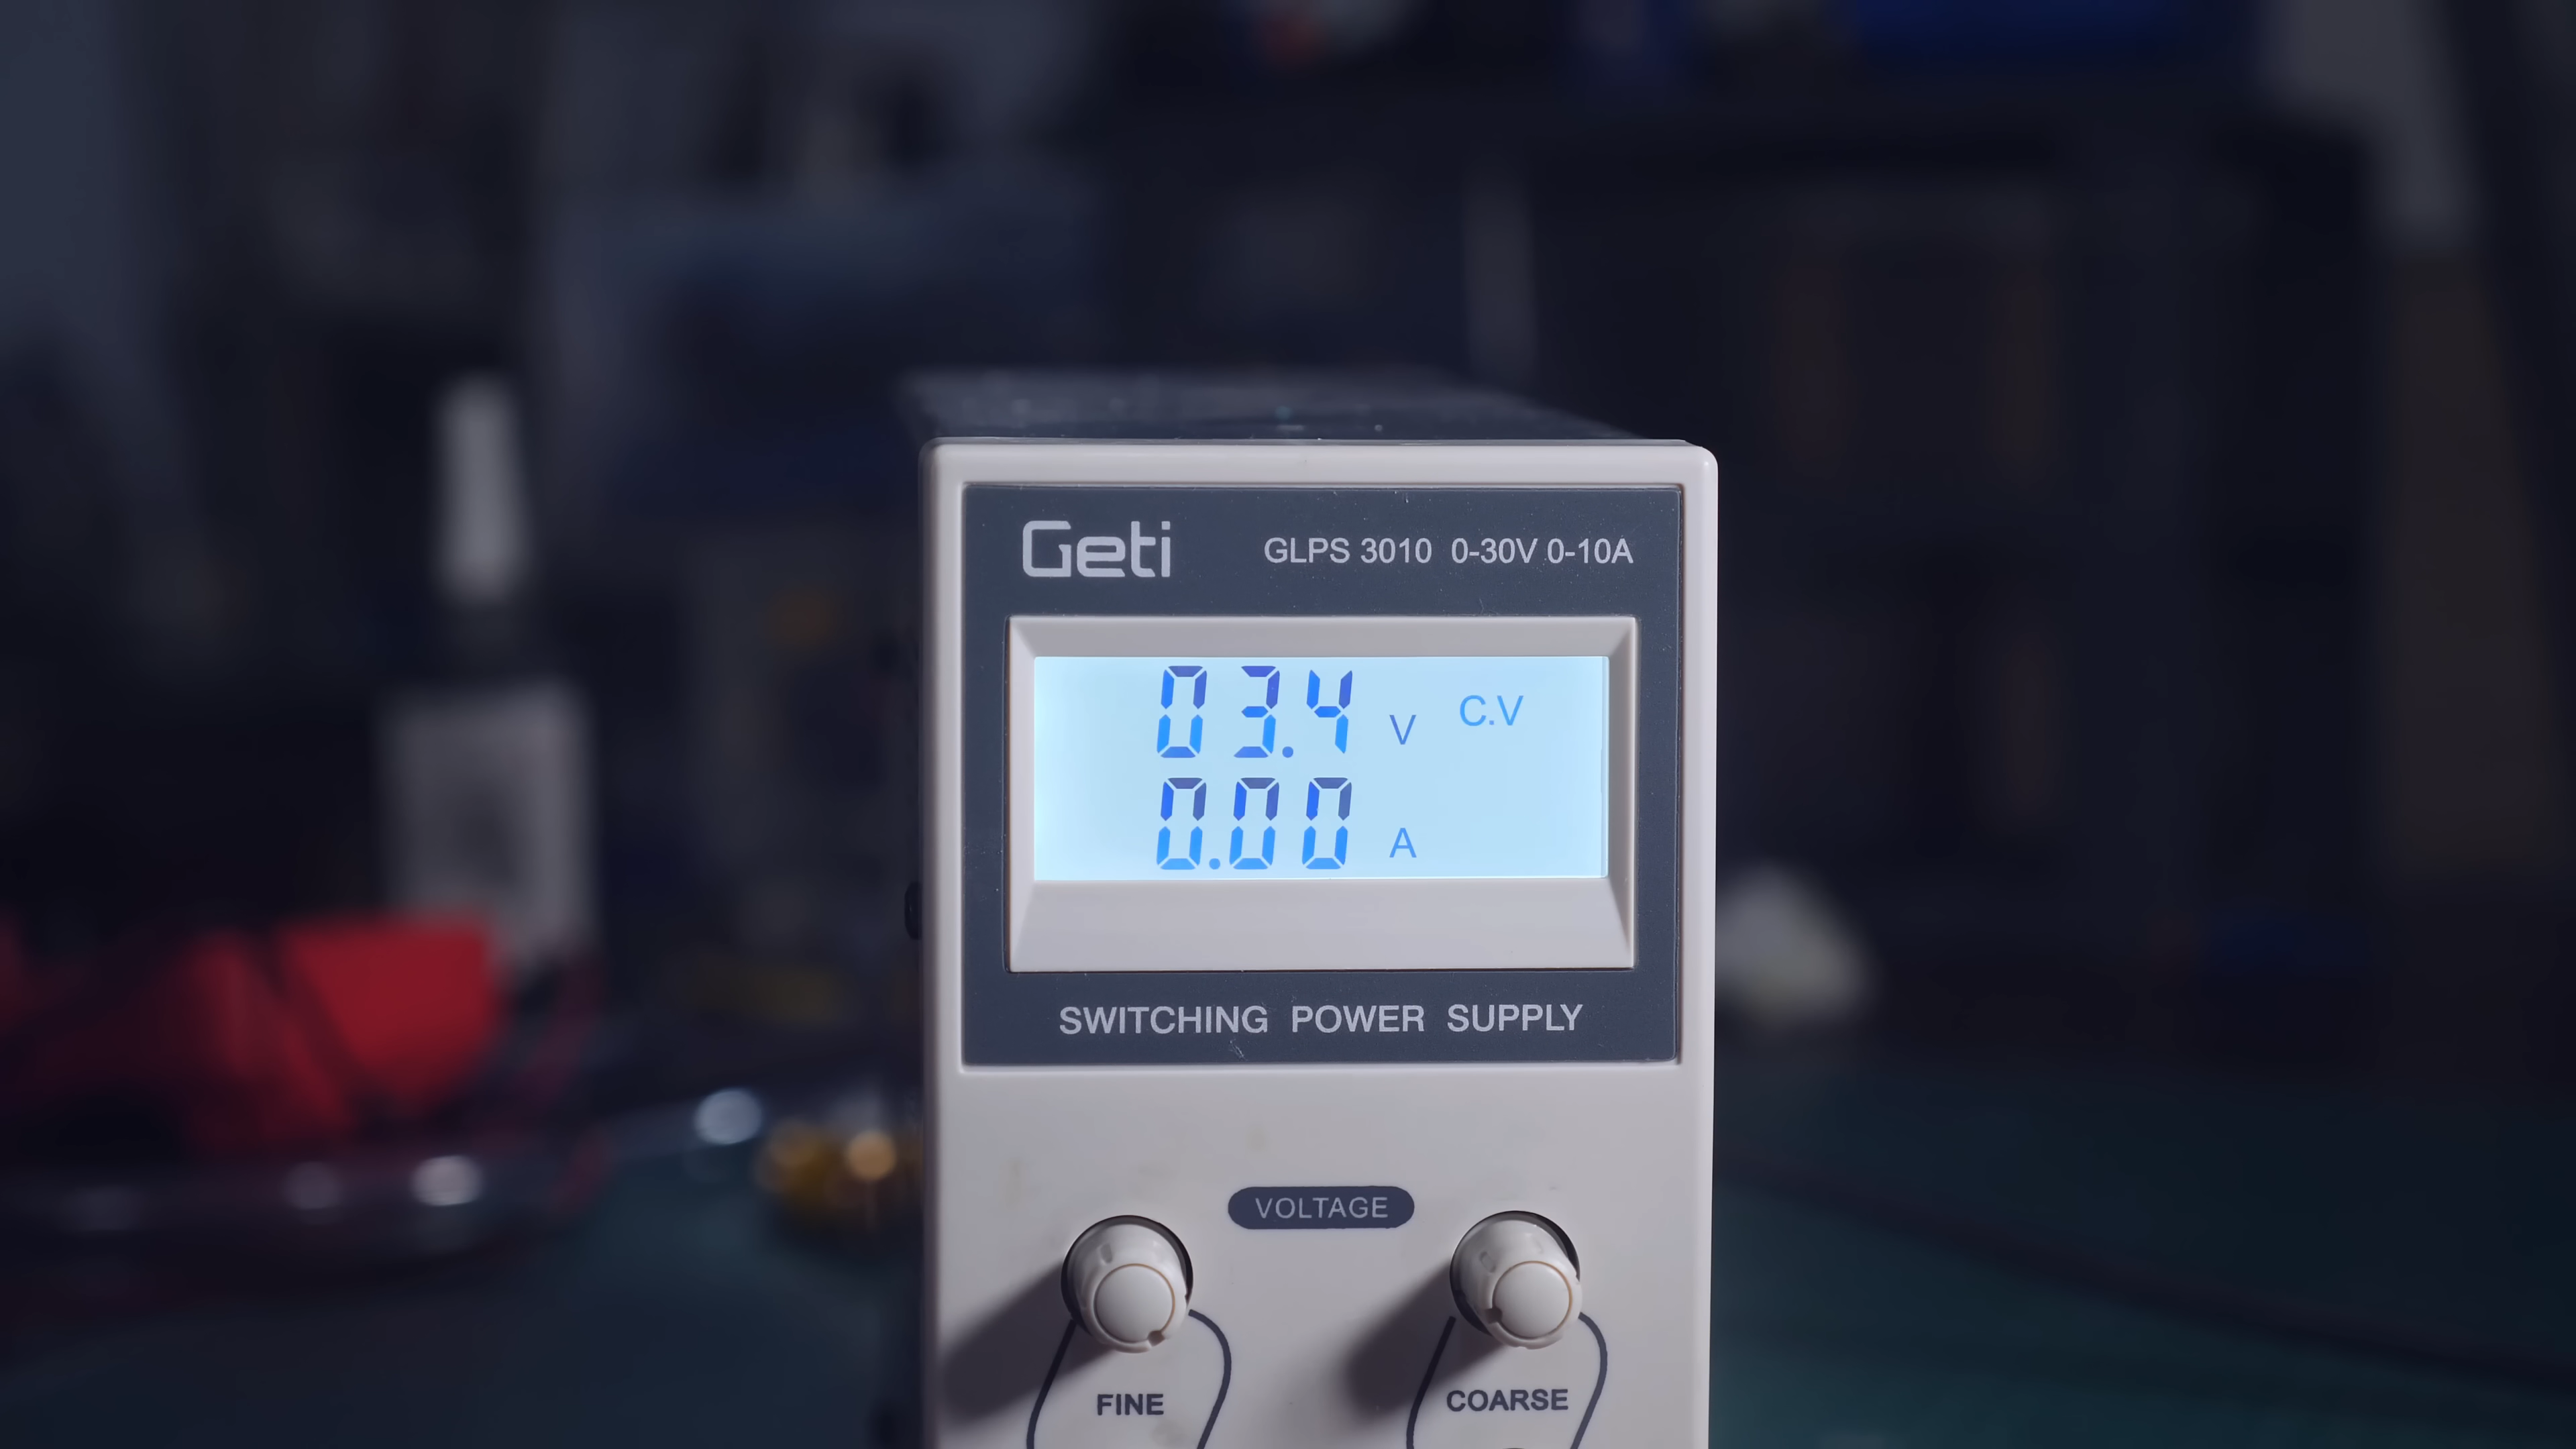 Geti GLPS 3010 0-30V 0-10A
03.4 V C.V
0.00 A
SWITCHING POWER SUPPLY
VOLTAGE
FINE COARSE